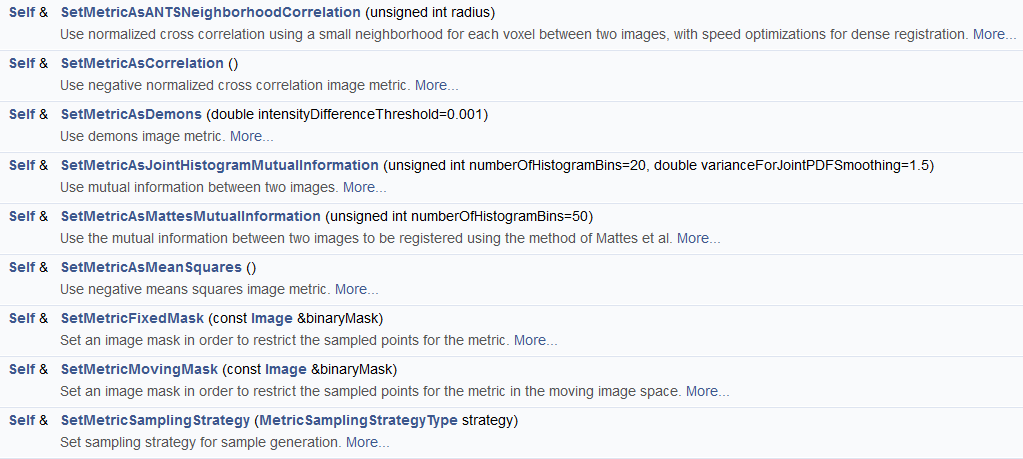 Self & SetMetricAsANTSNeighborhoodCorrelation (unsigned int radius)
Use normalized cross correlation using a small neighborhood for each voxel between two images, with speed optimizations for dense registration. More...
Self & SetMetricAsCorrelation ()
Use negative normalized cross correlation image metric. More...
Self & SetMetricAsDemons (double intensityDifferenceThreshold=0.001)
Use demons image metric. More...
Self & SetMetricAsJointHistogramMutualInformation (unsigned int numberOfHistogramBins=20, double varianceForJointPDFSmoothing=1.5)
Use mutual information between two images. More...
Self & SetMetricAsMattesMutualInformation (unsigned int numberOfHistogramBins=50)
Use the mutual information between two images to be registered using the method of Mattes et al. More...
Self & SetMetricAsMeanSquares ()
Use negative means squares image metric. More...
Self & SetMetricFixedMask (const Image &binaryMask)
Set an image mask in order to restrict the sampled points for the metric. More...
Self & SetMetricMovingMask (const Image &binaryMask)
Set an image mask in order to restrict the sampled points for the metric in the moving image space. More...
Self & SetMetricSamplingStrategy (MetricSamplingStrategyType strategy)
Set sampling strategy for sample generation. More...